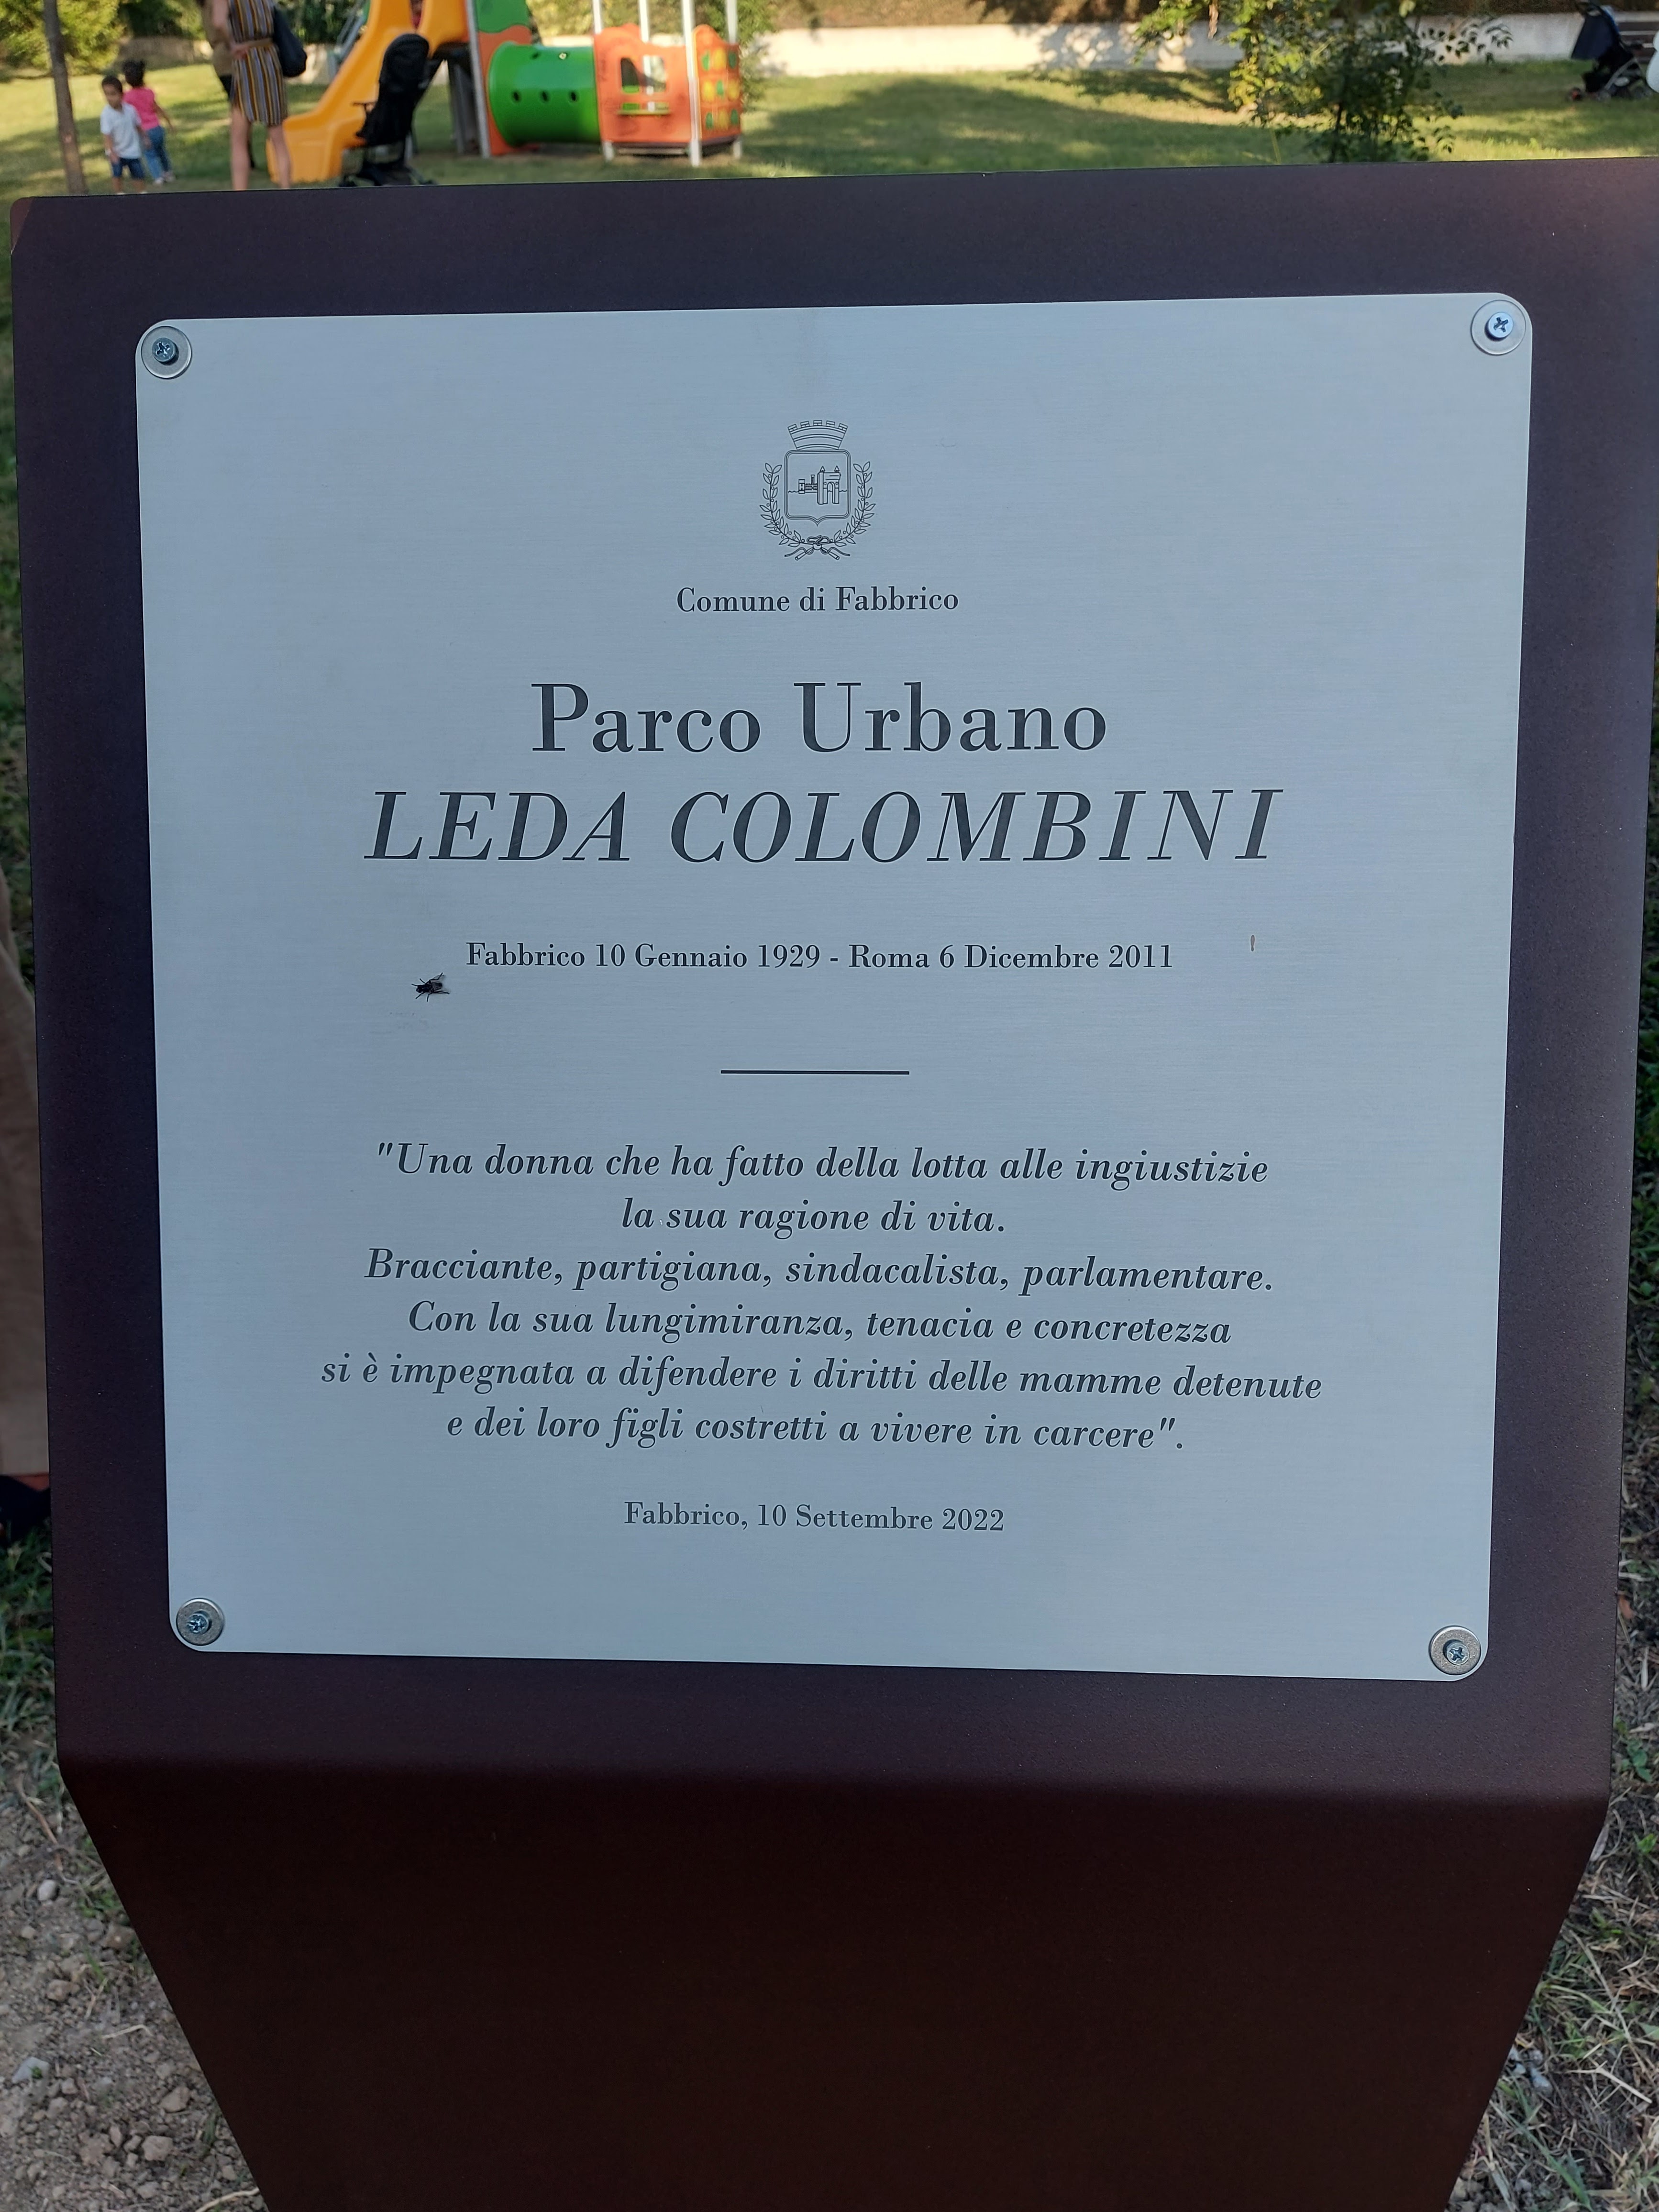 Comune di Fabbrico
Parco Urbano
LEDA COLOMBINI
Fabbrico 10 Gennaio 1929 - Roma 6 Dicembre 2011
"Una donna che ha fatto della lotta alle ingiustizie
la sua ragione di vita.
Bracciante, partigiana, sindacalista, parlamentare.
Con la sua lungimiranza, tenacia e concretezza
si è impegnata a difendere i diritti delle mamme detenute
e dei loro figli costretti a vivere in carcere".
Fabbrico, 10 Settembre 2022